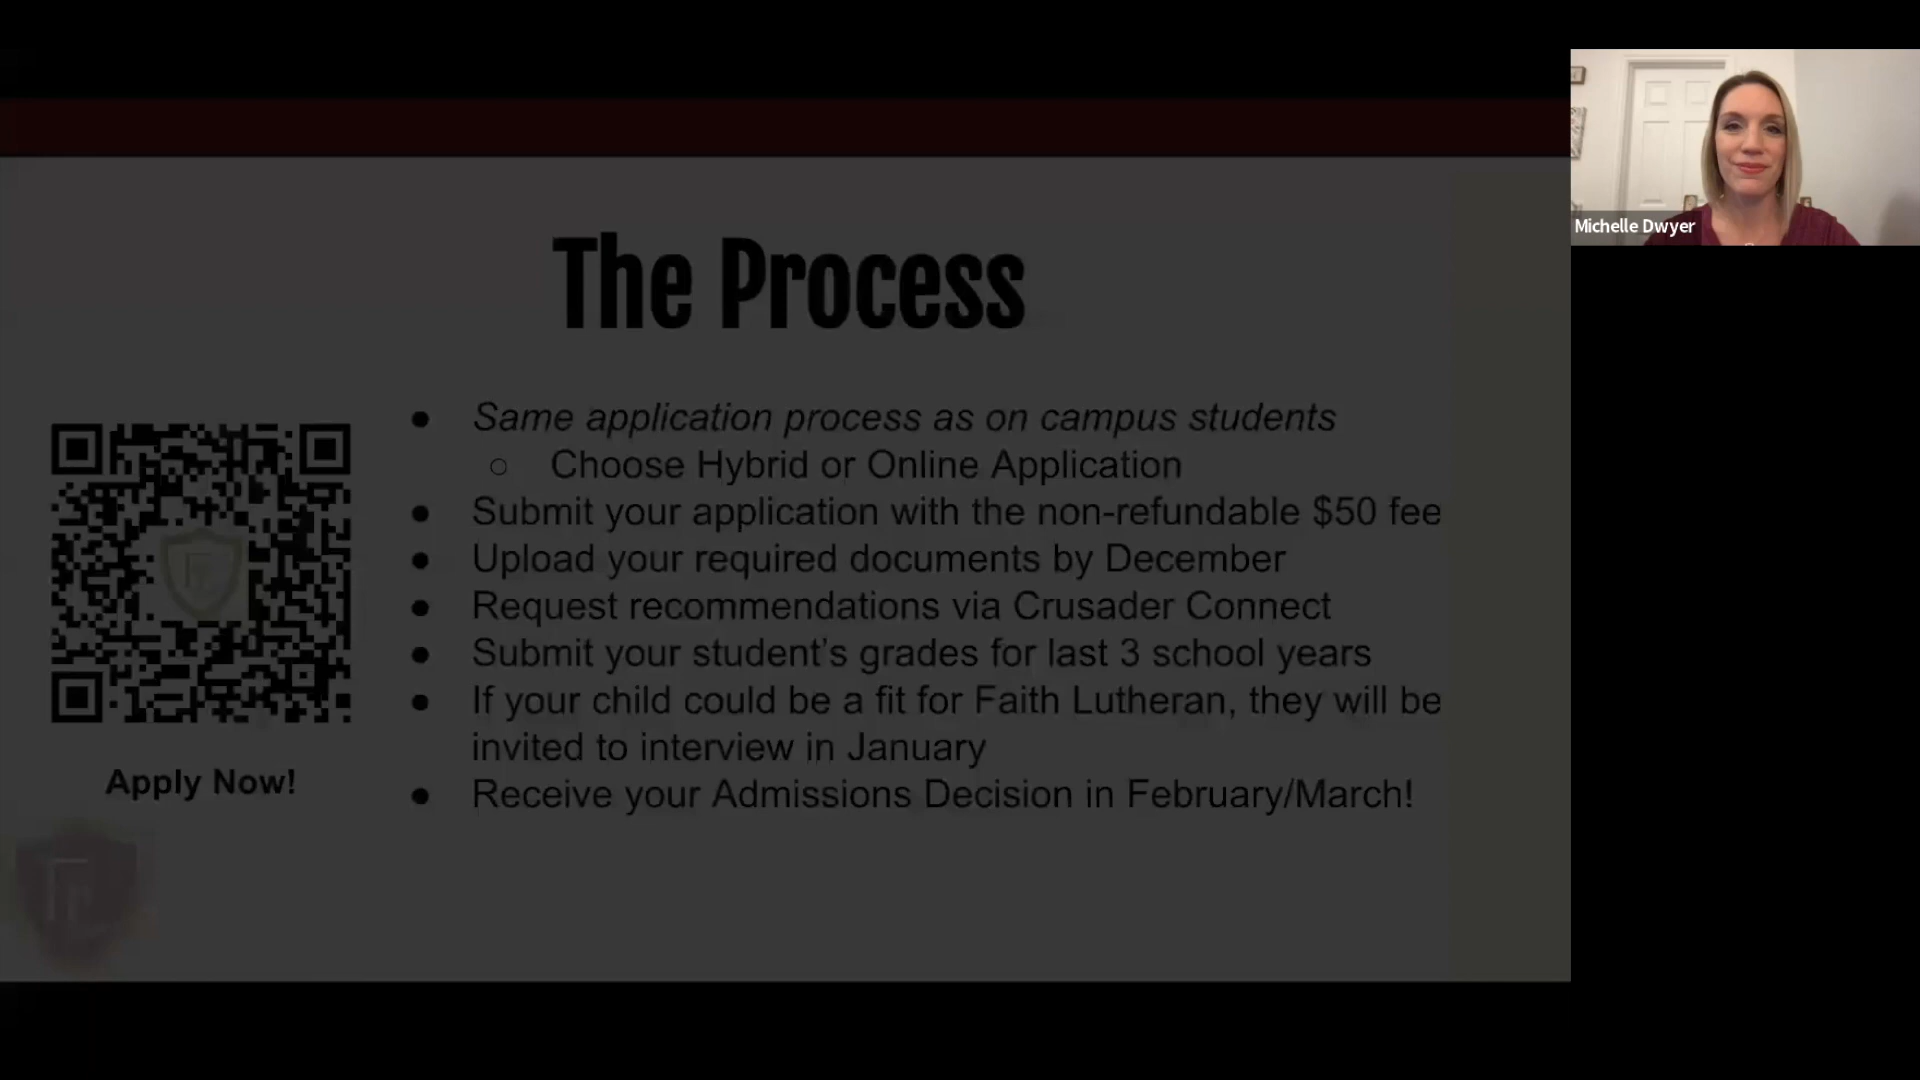 Michelle Dwyer
The Process
● Same application process as on campus students
○ Choose Hybrid or Online Application
● Submit your application with the non-refundable $50 fee
● Upload your required documents by December
● Request recommendations via Crusader Connect
● Submit your student's grades for last 3 school years
● If your child could be a fit for Faith Lutheran, they will be
invited to interview in January
● Receive your Admissions Decision in February/March!
Apply Now!